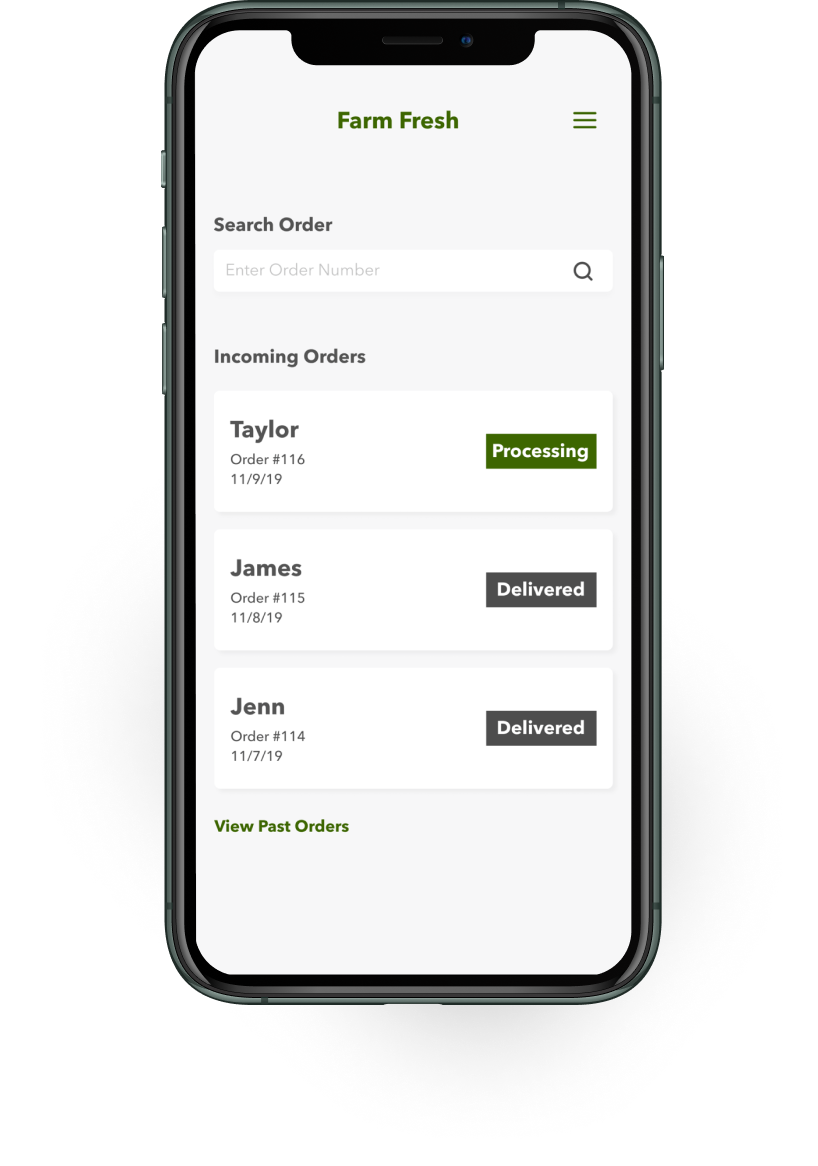 Farm Fresh
Search Order
Enter Order Number
Incoming Orders
Taylor
Order #116
11/9/19
Processing
James
Order #115
11/8/19
Delivered
Jenn
Order #114
11/7/19
Delivered
View Past Orders